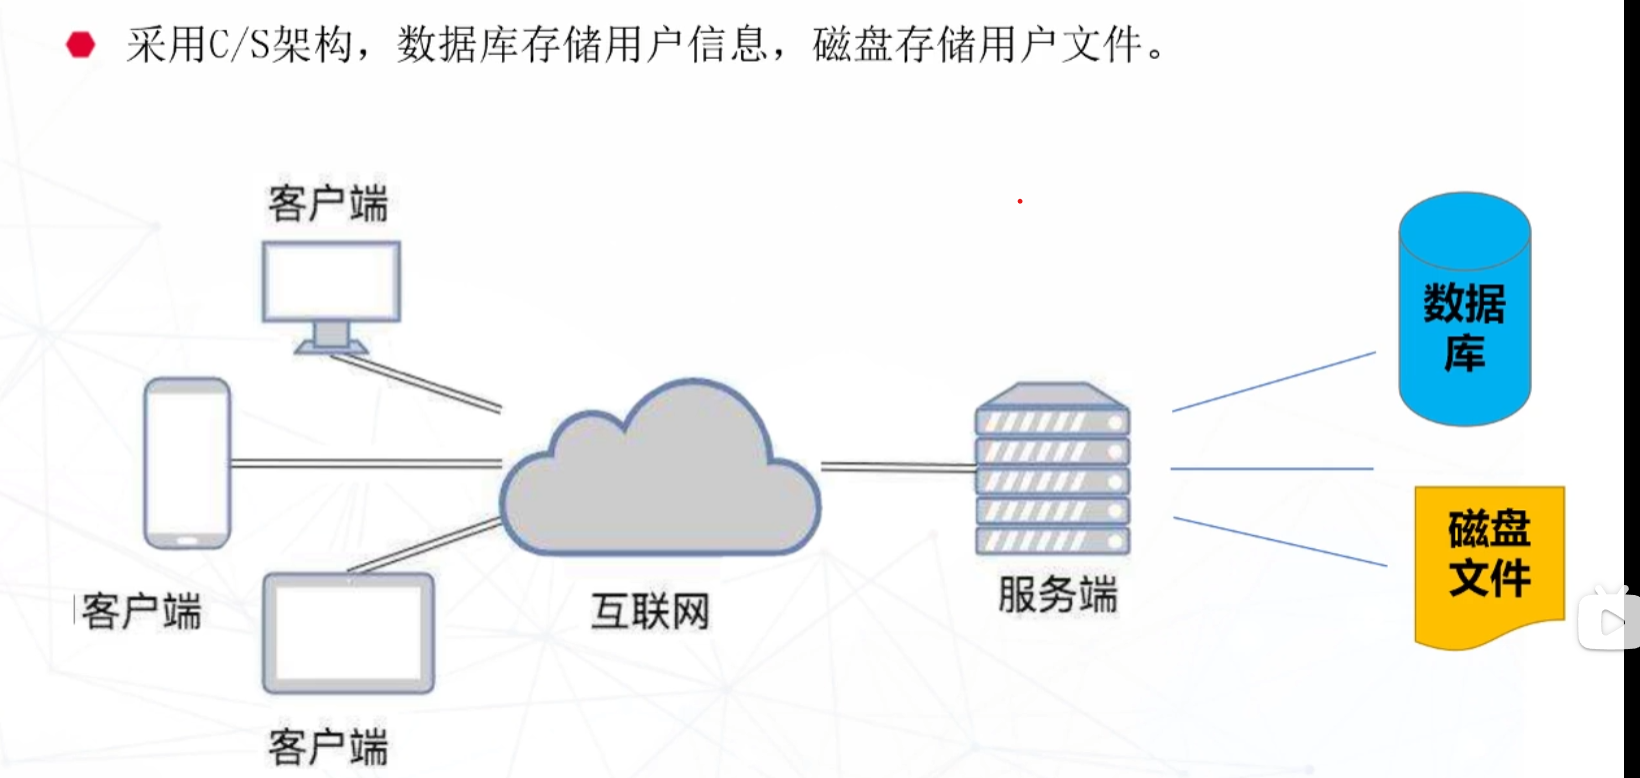 采用C/S架构，数据库存储用户信息，磁盘存储用户文件。
客户端
数据
库
磁盘
文件
客户端
互联网
服务端
客户端